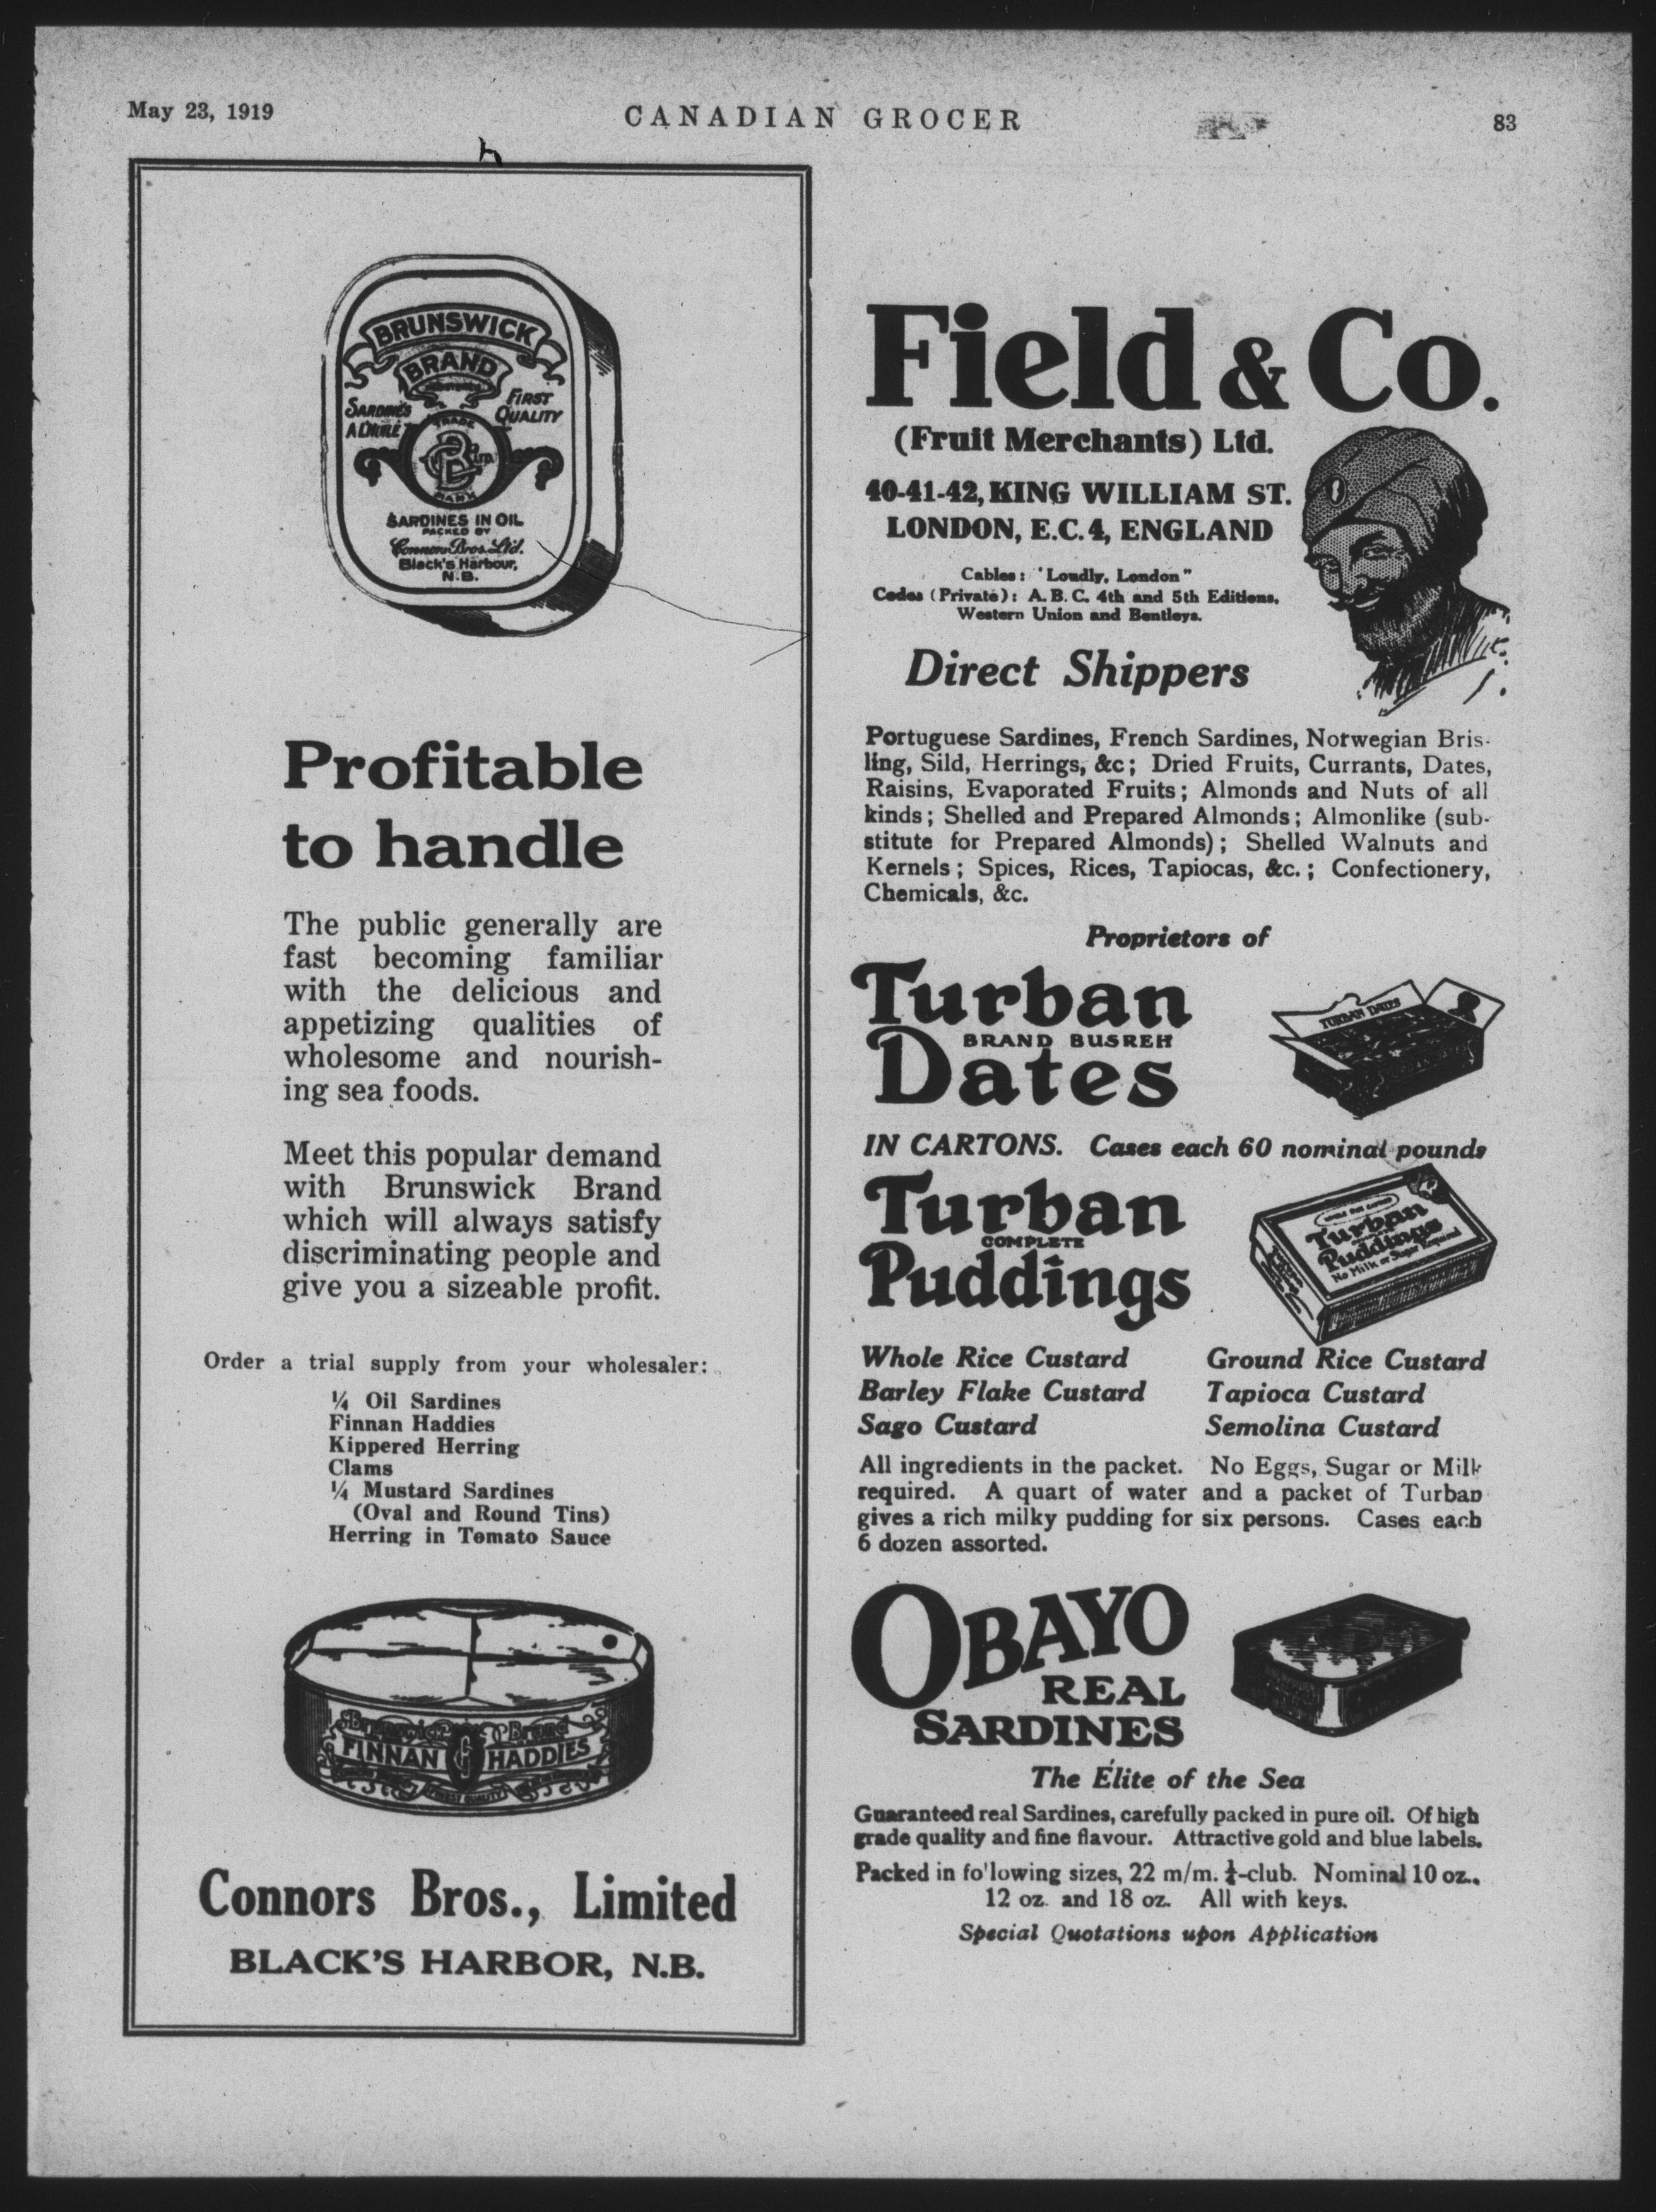 May 23, 1919
CANADIAN GROCER
83
BRUNSWICK
BRAND
SARDINES
A L'HUILE
FIRST
QUALITY
TRADE
LTD.
MARK
SARDINES IN OIL
PACKED BY
Connors Bros. Ltd.
Black's Harbour,
N.B.
Profitable
to handle
The public generally are
fast becoming familiar
with the delicious and
appetizing qualities of
wholesome and nourish-
ing sea foods.
Meet this popular demand
with Brunswick Brand
which will always satisfy
discriminating people and
give you a sizeable profit.
Order a trial supply from your wholesaler:
¼ Oil Sardines
Finnan Haddies
Kippered Herring
Clams
¼ Mustard Sardines
(Oval and Round Tins)
Herring in Tomato Sauce
Brunswick Brand
FINNAN HADDIES
FINEST QUALITY
Connors Bros., Limited
BLACK'S HARBOR, N.B.
Field & Co.
(Fruit Merchants) Ltd.
40-41-42, KING WILLIAM ST.
LONDON, E.C. 4, ENGLAND
Cables: 'Loudly, London"
Codes (Private): A. B. C. 4th and 5th Editions,
Western Union and Bentleys.
Direct Shippers
Portuguese Sardines, French Sardines, Norwegian Bris-
ling, Sild, Herrings, &c; Dried Fruits, Currants, Dates,
Raisins, Evaporated Fruits; Almonds and Nuts of all
kinds; Shelled and Prepared Almonds; Almonlike (sub-
stitute for Prepared Almonds); Shelled Walnuts and
Kernels; Spices, Rices, Tapiocas, &c.; Confectionery,
Chemicals, &c.
Proprietors of
Turban
BRAND BUSREH
Dates
TURBAN DATES
IN CARTONS. Cases each 60 nominal pounds
Turban
COMPLETE
Puddings
Turban
Puddings
No Milk or Sugar Required
Whole Rice Custard
Ground Rice Custard
Barley Flake Custard
Tapioca Custard
Sago Custard
Semolina Custard
All ingredients in the packet. No Eggs, Sugar or Milk
required. A quart of water and a packet of Turban
gives a rich milky pudding for six persons. Cases each
6 dozen assorted.
OBAYO
REAL
SARDINES
The Élite of the Sea
Guaranteed real Sardines, carefully packed in pure oil. Of high
grade quality and fine flavour. Attractive gold and blue labels.
Packed in fo'lowing sizes, 22 m/m. ¼-club. Nominal 10 oz.,
12 oz. and 18 oz. All with keys.
Special Quotations upon Application